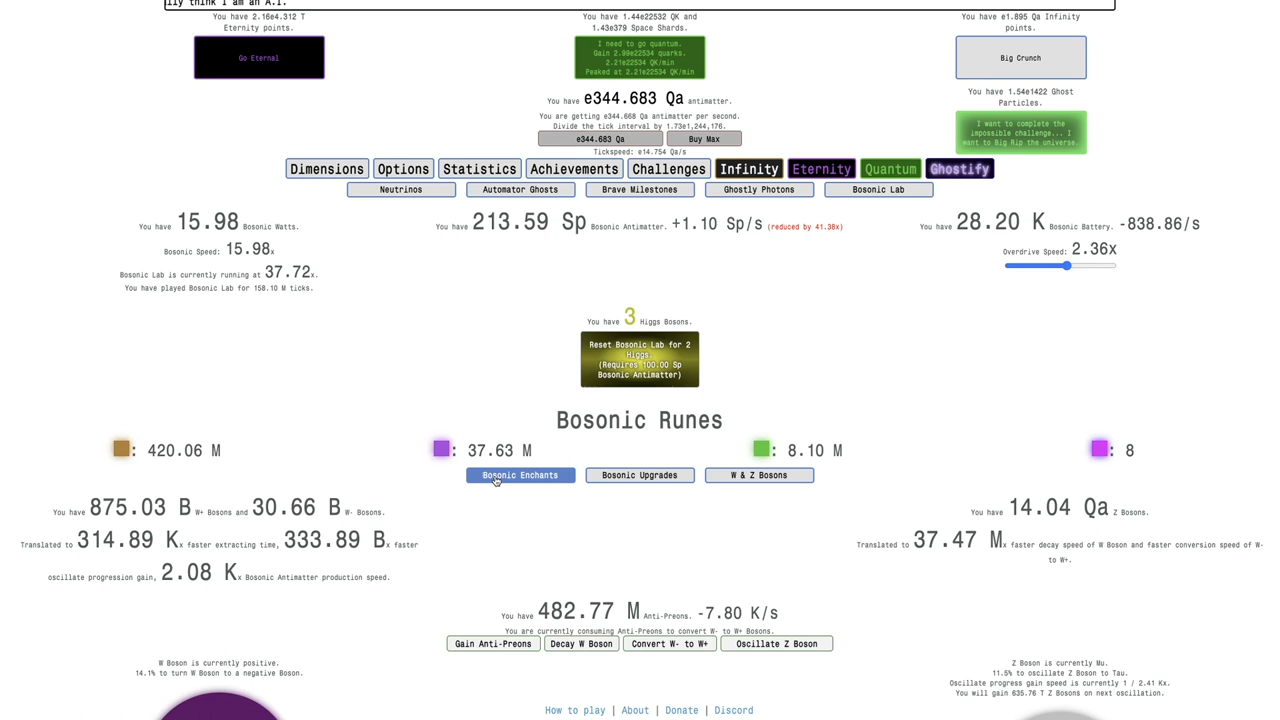 lly think I am an A.I.
You have 2.16e4.312 T
Eternity points.
Go Eternal
You have 1.44e22532 QK and
1.43e379 Space Shards.
I need to go quantum.
Gain 2.99e22534 quarks.
2.21e22534 QK/min
Peaked at 2.21e22534 QK/min
You have e1.895 Qa Infinity
points.
Big Crunch
You have 1.54e1422 Ghost
Particles.
I want to complete the
impossible challenge... I
want to Big Rip the universe.
You have e344.683 Qa antimatter.
You are getting e344.668 Qa antimatter per second.
Divide the tick interval by 1.73e1,244,176.
e344.683 Qa Buy Max
Tickspeed: e14.754 Qa/s
Dimensions Options Statistics Achievements Challenges Infinity Eternity Quantum Ghostify
Neutrinos Automator Ghosts Brave Milestones Ghostly Photons Bosonic Lab
You have 15.98 Bosonic Watts.
Bosonic Speed: 15.98x
Bosonic Lab is currently running at 37.72x.
You have played Bosonic Lab for 158.10 M ticks.
You have 213.59 Sp Bosonic Antimatter. +1.10 Sp/s (reduced by 41.38x)
You have 28.20 K Bosonic Battery. -838.86/s
Overdrive Speed: 2.36x
You have 3 Higgs Bosons.
Reset Bosonic Lab for 2
Higgs.
(Requires 100.00 Sp
Bosonic Antimatter)
Bosonic Runes
: 420.06 M : 37.63 M : 8.10 M : 8
Bosonic Enchants Bosonic Upgrades W & Z Bosons
You have 875.03 B W+ Bosons and 30.66 B W- Bosons.
Translated to 314.89 Kx faster extracting time, 333.89 Bx faster
oscillate progression gain, 2.08 Kx Bosonic Antimatter production speed.
You have 14.04 Qa Z Bosons.
Translated to 37.47 Mx faster decay speed of W Boson and faster conversion speed of W-
to W+.
You have 482.77 M Anti-Preons. -7.80 K/s
You are currently consuming Anti-Preons to convert W- to W+ Bosons.
Gain Anti-Preons Decay W Boson Convert W- to W+ Oscillate Z Boson
W Boson is currently positive.
14.1% to turn W Boson to a negative Boson.
Z Boson is currently Mu.
11.5% to oscillate Z Boson to Tau.
Oscillate progress gain speed is currently 1 / 2.41 Kx.
You will gain 635.76 T Z Bosons on next oscillation.
How to play | About | Donate | Discord